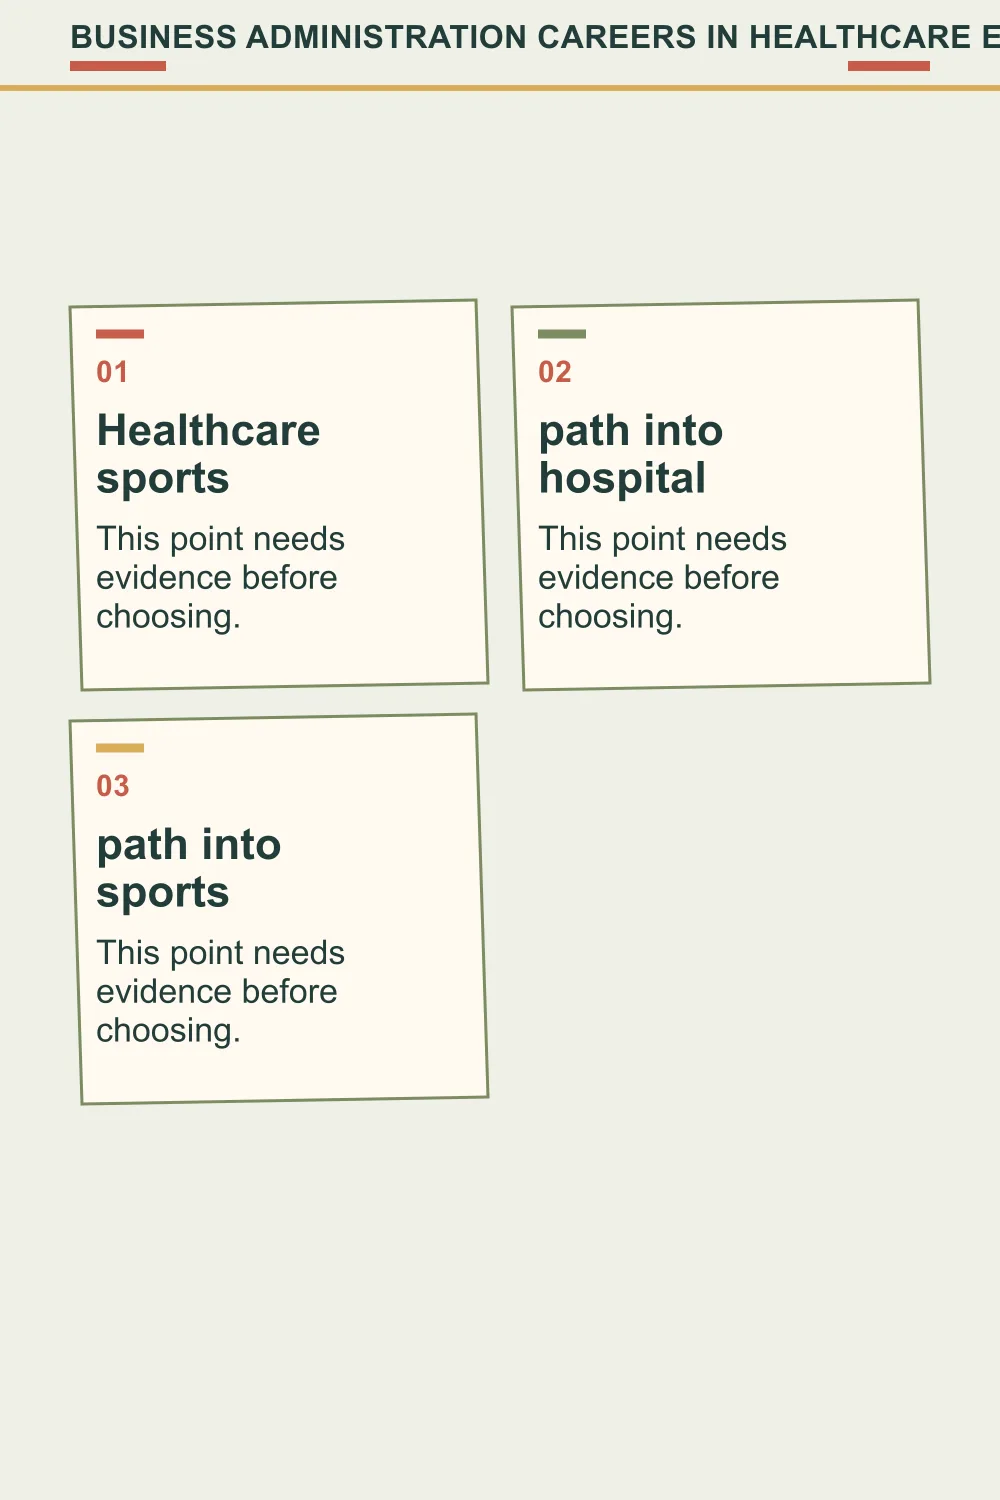 BUSINESS ADMINISTRATION CAREERS IN HEALTHCARE E
01
Healthcare
sports
This point needs
evidence before
choosing.
02
path into
hospital
This point needs
evidence before
choosing.
03
path into
sports
This point needs
evidence before
choosing.